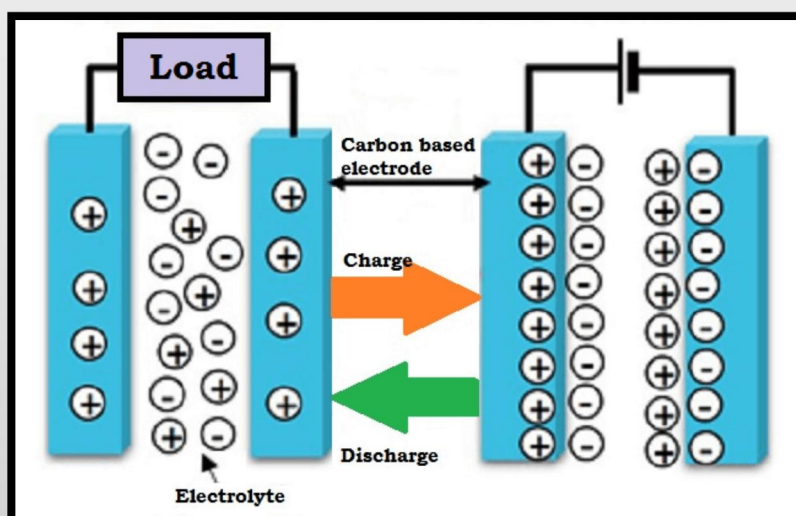 Load
Carbon based
electrode
Charge
Discharge
Electrolyte